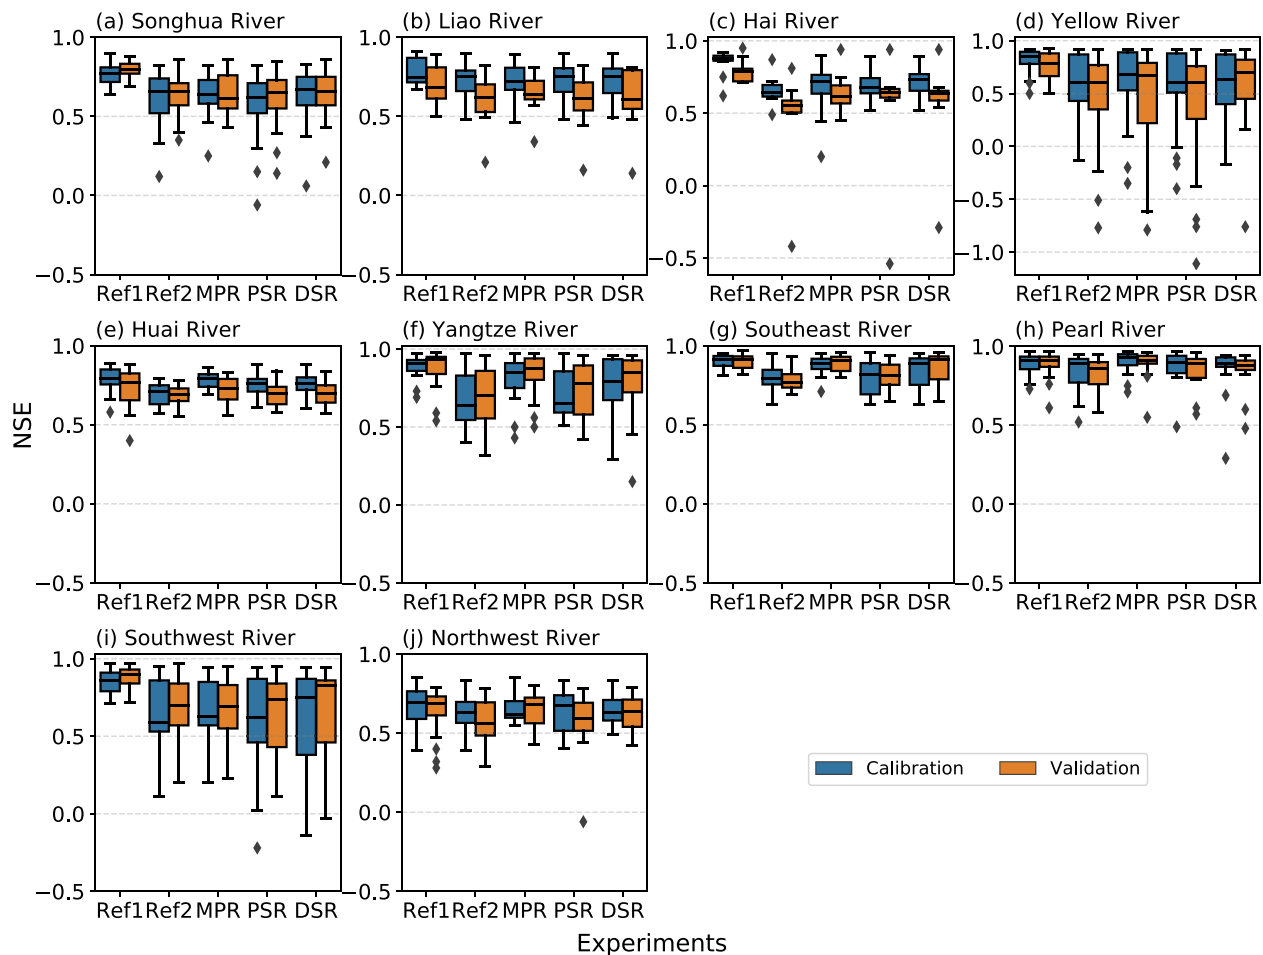 (a) Songhua River
(b) Liao River
(c) Hai River
(d) Yellow River
1.0
0.5
0.0
−0.5
Ref1 Ref2 MPR PSR DSR
1.0
0.5
0.0
−0.5
Ref1 Ref2 MPR PSR DSR
1.0
0.5
0.0
−0.5
Ref1 Ref2 MPR PSR DSR
1.0
0.5
0.0
−0.5
−1.0
Ref1 Ref2 MPR PSR DSR
(e) Huai River
(f) Yangtze River
(g) Southeast River
(h) Pearl River
NSE
1.0
0.5
0.0
−0.5
Ref1 Ref2 MPR PSR DSR
1.0
0.5
0.0
−0.5
Ref1 Ref2 MPR PSR DSR
1.0
0.5
0.0
−0.5
Ref1 Ref2 MPR PSR DSR
1.0
0.5
0.0
−0.5
Ref1 Ref2 MPR PSR DSR
(i) Southwest River
(j) Northwest River
1.0
0.5
0.0
−0.5
Ref1 Ref2 MPR PSR DSR
1.0
0.5
0.0
−0.5
Ref1 Ref2 MPR PSR DSR
Calibration Validation
Experiments